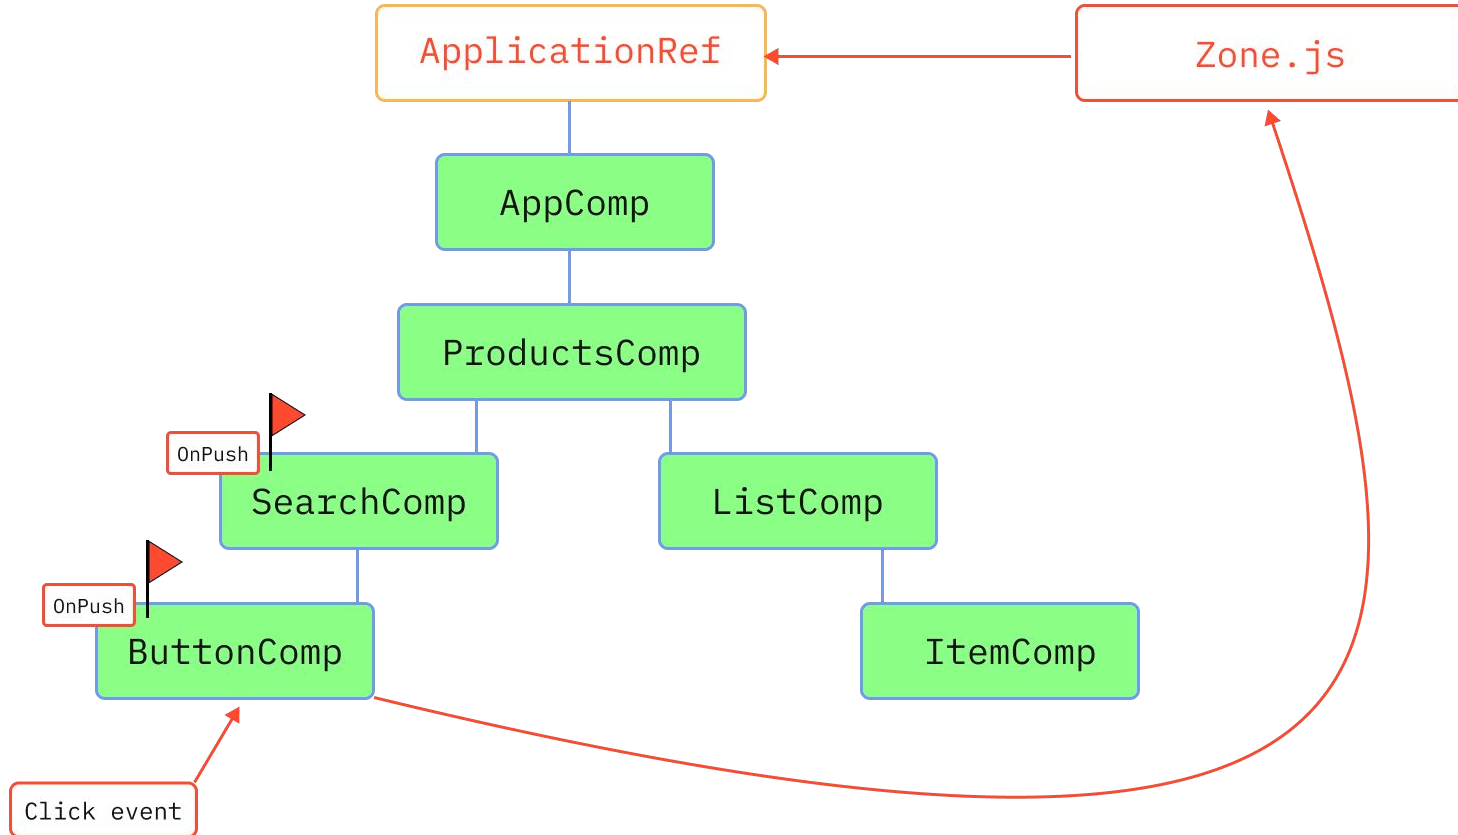 ApplicationRef
Zone.js
AppComp
ProductsComp
OnPush
SearchComp
ListComp
OnPush
ButtonComp
ItemComp
Click event